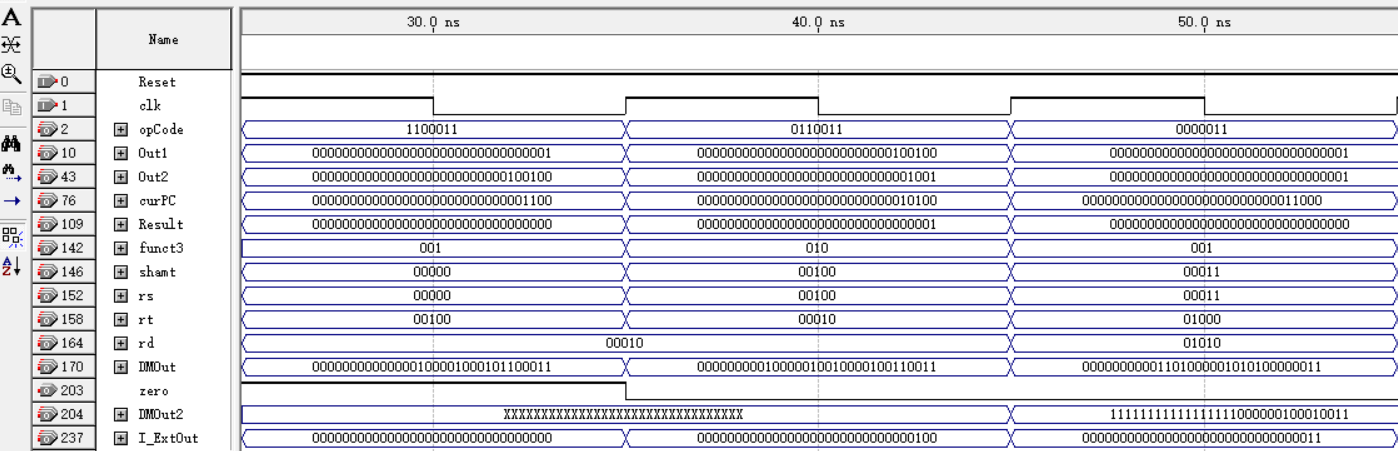 Name
30.0 ns 40.0 ns 50.0 ns
0 Reset
1 clk
2 opCode 1100011 0110011 0000011
10 Out1 00000000000000000000000000000001 00000000000000000000000000100100 00000000000000000000000000000001
43 Out2 00000000000000000000000000100100 00000000000000000000000000001001 00000000000000000000000000000001
76 curPC 00000000000000000000000000001100 00000000000000000000000000010100 00000000000000000000000000011000
109 Result 00000000000000000000000000000000 00000000000000000000000000000001 00000000000000000000000000000000
142 funct3 001 010 001
146 shamt 00000 00100 00011
152 rs 00000 00100 00011
158 rt 00100 00010 01000
164 rd 00010 01010
170 DMOut 00000000000000100001000101100011 00000000010000010010000100110011 00000000001101000001010100000011
203 zero
204 DMOut2 XXXXXXXXXXXXXXXXXXXXXXXXXXXXXXXX 11111111111111111000000100010011
237 I_ExtOut 00000000000000000000000000000000 00000000000000000000000000000100 00000000000000000000000000000011